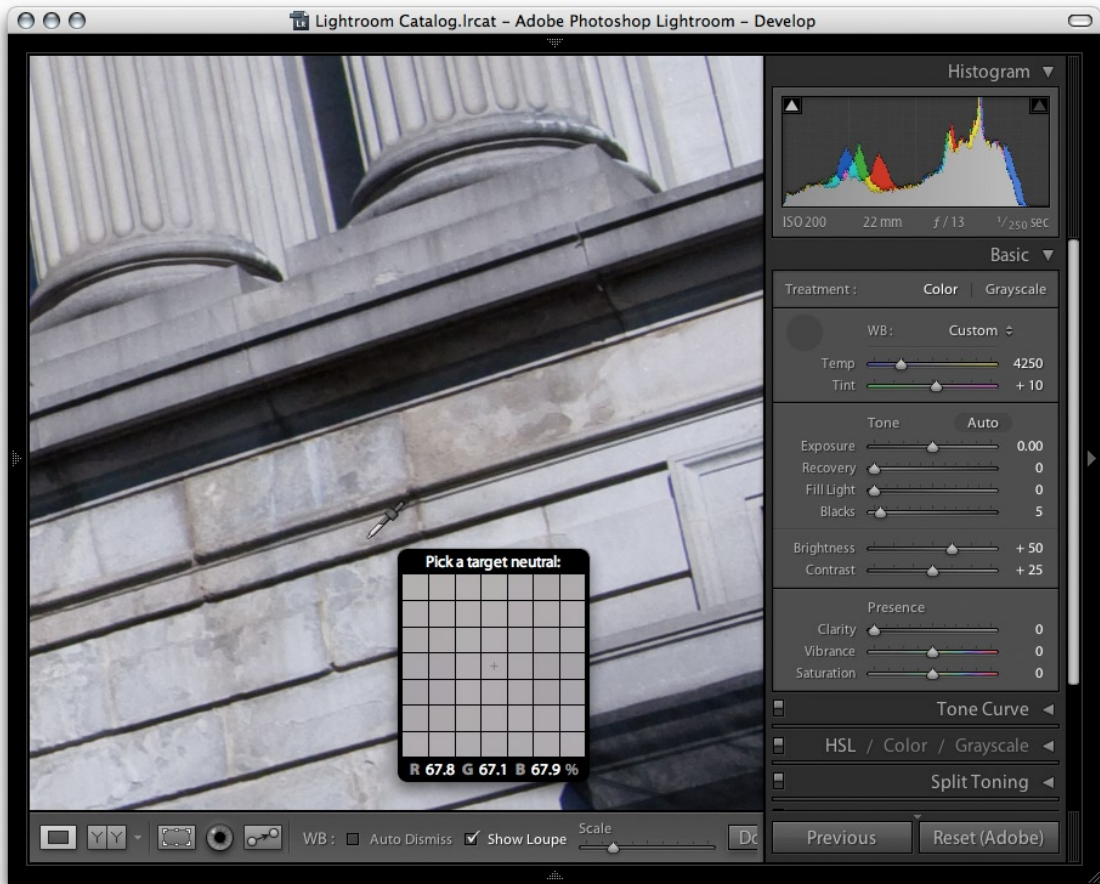 Lightroom Catalog.lrcat – Adobe Photoshop Lightroom – Develop
Histogram
ISO 200 22 mm ƒ / 13 1/250 sec
Basic
Treatment : Color | Grayscale
WB : Custom
Temp 4250
Tint + 10
Tone Auto
Exposure 0.00
Recovery 0
Fill Light 0
Blacks 5
Brightness + 50
Contrast + 25
Presence
Clarity 0
Vibrance 0
Saturation 0
Tone Curve
HSL / Color / Grayscale
Split Toning
Pick a target neutral:
R 67.8 G 67.1 B 67.9 %
Y Y
WB : Auto Dismiss Show Loupe Scale
Previous Reset (Adobe)